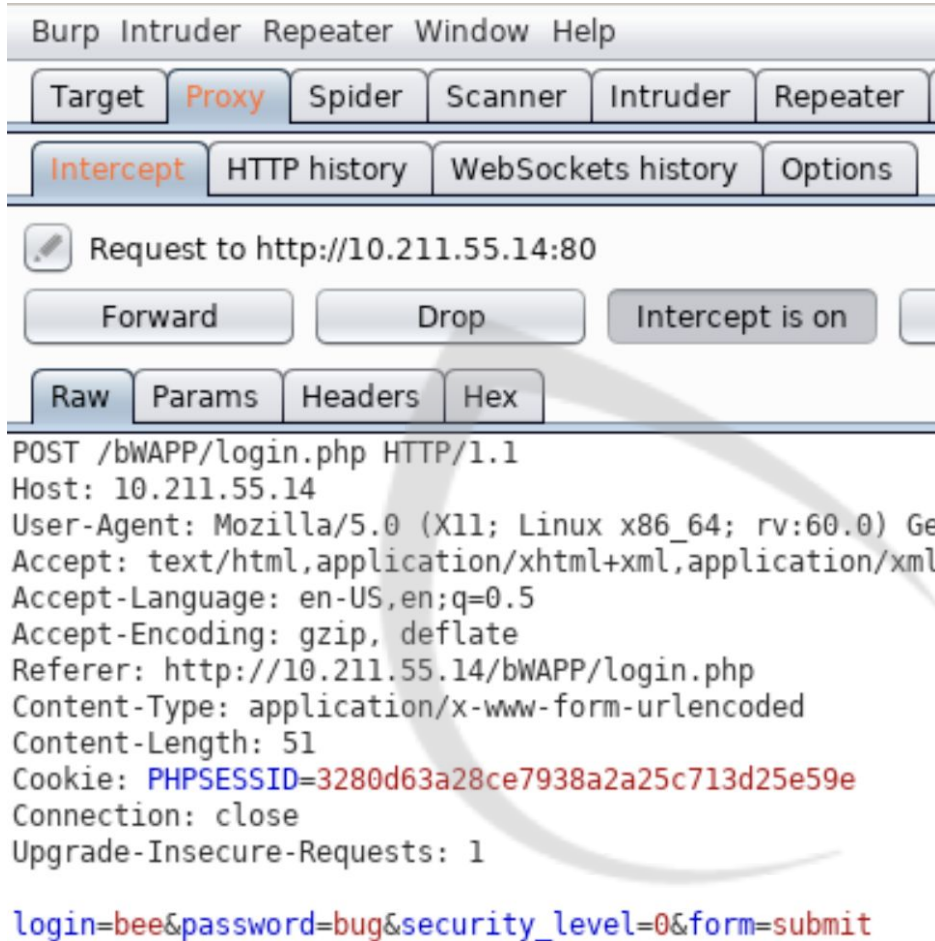 Burp Intruder Repeater Window Help
Target Proxy Spider Scanner Intruder Repeater
Intercept HTTP history WebSockets history Options
Request to http://10.211.55.14:80
Forward Drop Intercept is on
Raw Params Headers Hex
POST /bWAPP/login.php HTTP/1.1
Host: 10.211.55.14
User-Agent: Mozilla/5.0 (X11; Linux x86_64; rv:60.0) Ge
Accept: text/html,application/xhtml+xml,application/xml
Accept-Language: en-US,en;q=0.5
Accept-Encoding: gzip, deflate
Referer: http://10.211.55.14/bWAPP/login.php
Content-Type: application/x-www-form-urlencoded
Content-Length: 51
Cookie: PHPSESSID=3280d63a28ce7938a2a25c713d25e59e
Connection: close
Upgrade-Insecure-Requests: 1
login=bee&password=bug&security_level=0&form=submit